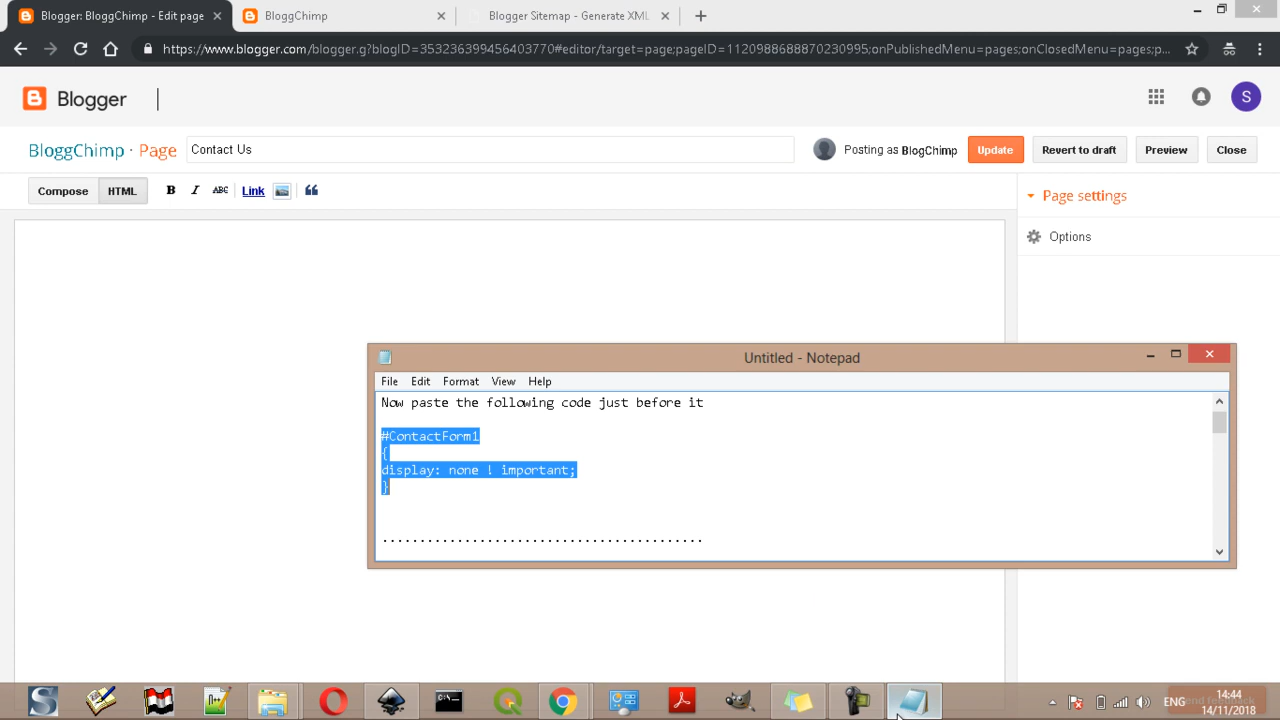 Blogger: BloggChimp - Edit page
BloggChimp
Blogger Sitemap - Generate XML
https://www.blogger.com/blogger.g?blogID=353236399456403770#editor/target=page;pageID=1120988688870230995;onPublishedMenu=pages;onClosedMenu=pages;p...
Blogger
S
BloggChimp · Page
Contact Us
Posting as BlogChimp
Update
Revert to draft
Preview
Close
Compose
HTML
B
I
ABC
Link
Page settings
Options
Untitled - Notepad
File Edit Format View Help
Now paste the following code just before it
#ContactForm1
{
display: none ! important;
}
...........................................
ENG
14:44
14/11/2018